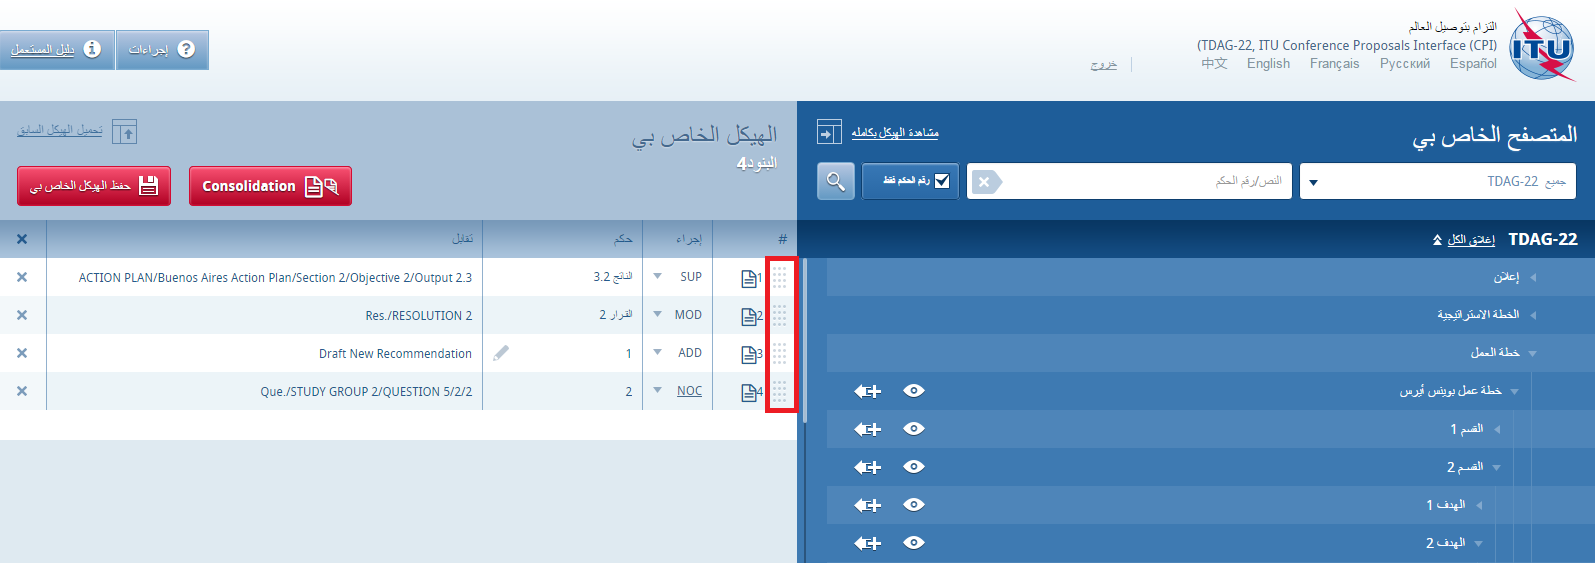 التزام بتوصيل العالم
(TDAG-22, ITU Conference Proposals Interface (CPI)
中文 English Français Русский Español
خروج
ITU
إجراءات
دليل المستعمل
المتصفح الخاص بي
مشاهدة الهيكل بكامله
جميع TDAG-22
النص/رقم الحكم
رقم الحكم فقط
TDAG-22
إغلاق الكل
إعلان
الخطة الاستراتيجية
خطة العمل
خطة عمل بوينس أيرس
القسم 1
القسم 2
الهدف 1
الهدف 2
الهيكل الخاص بي
البنود4
تحميل الهيكل السابق
Consolidation
حفظ الهيكل الخاص بي
# إجراء حكم تقابل
1 SUP الناتج 3.2 ACTION PLAN/Buenos Aires Action Plan/Section 2/Objective 2/Output 2.3
2 MOD القرار 2 Res./RESOLUTION 2
3 ADD 1 Draft New Recommendation
4 NOC 2 Que./STUDY GROUP 2/QUESTION 5/2/2